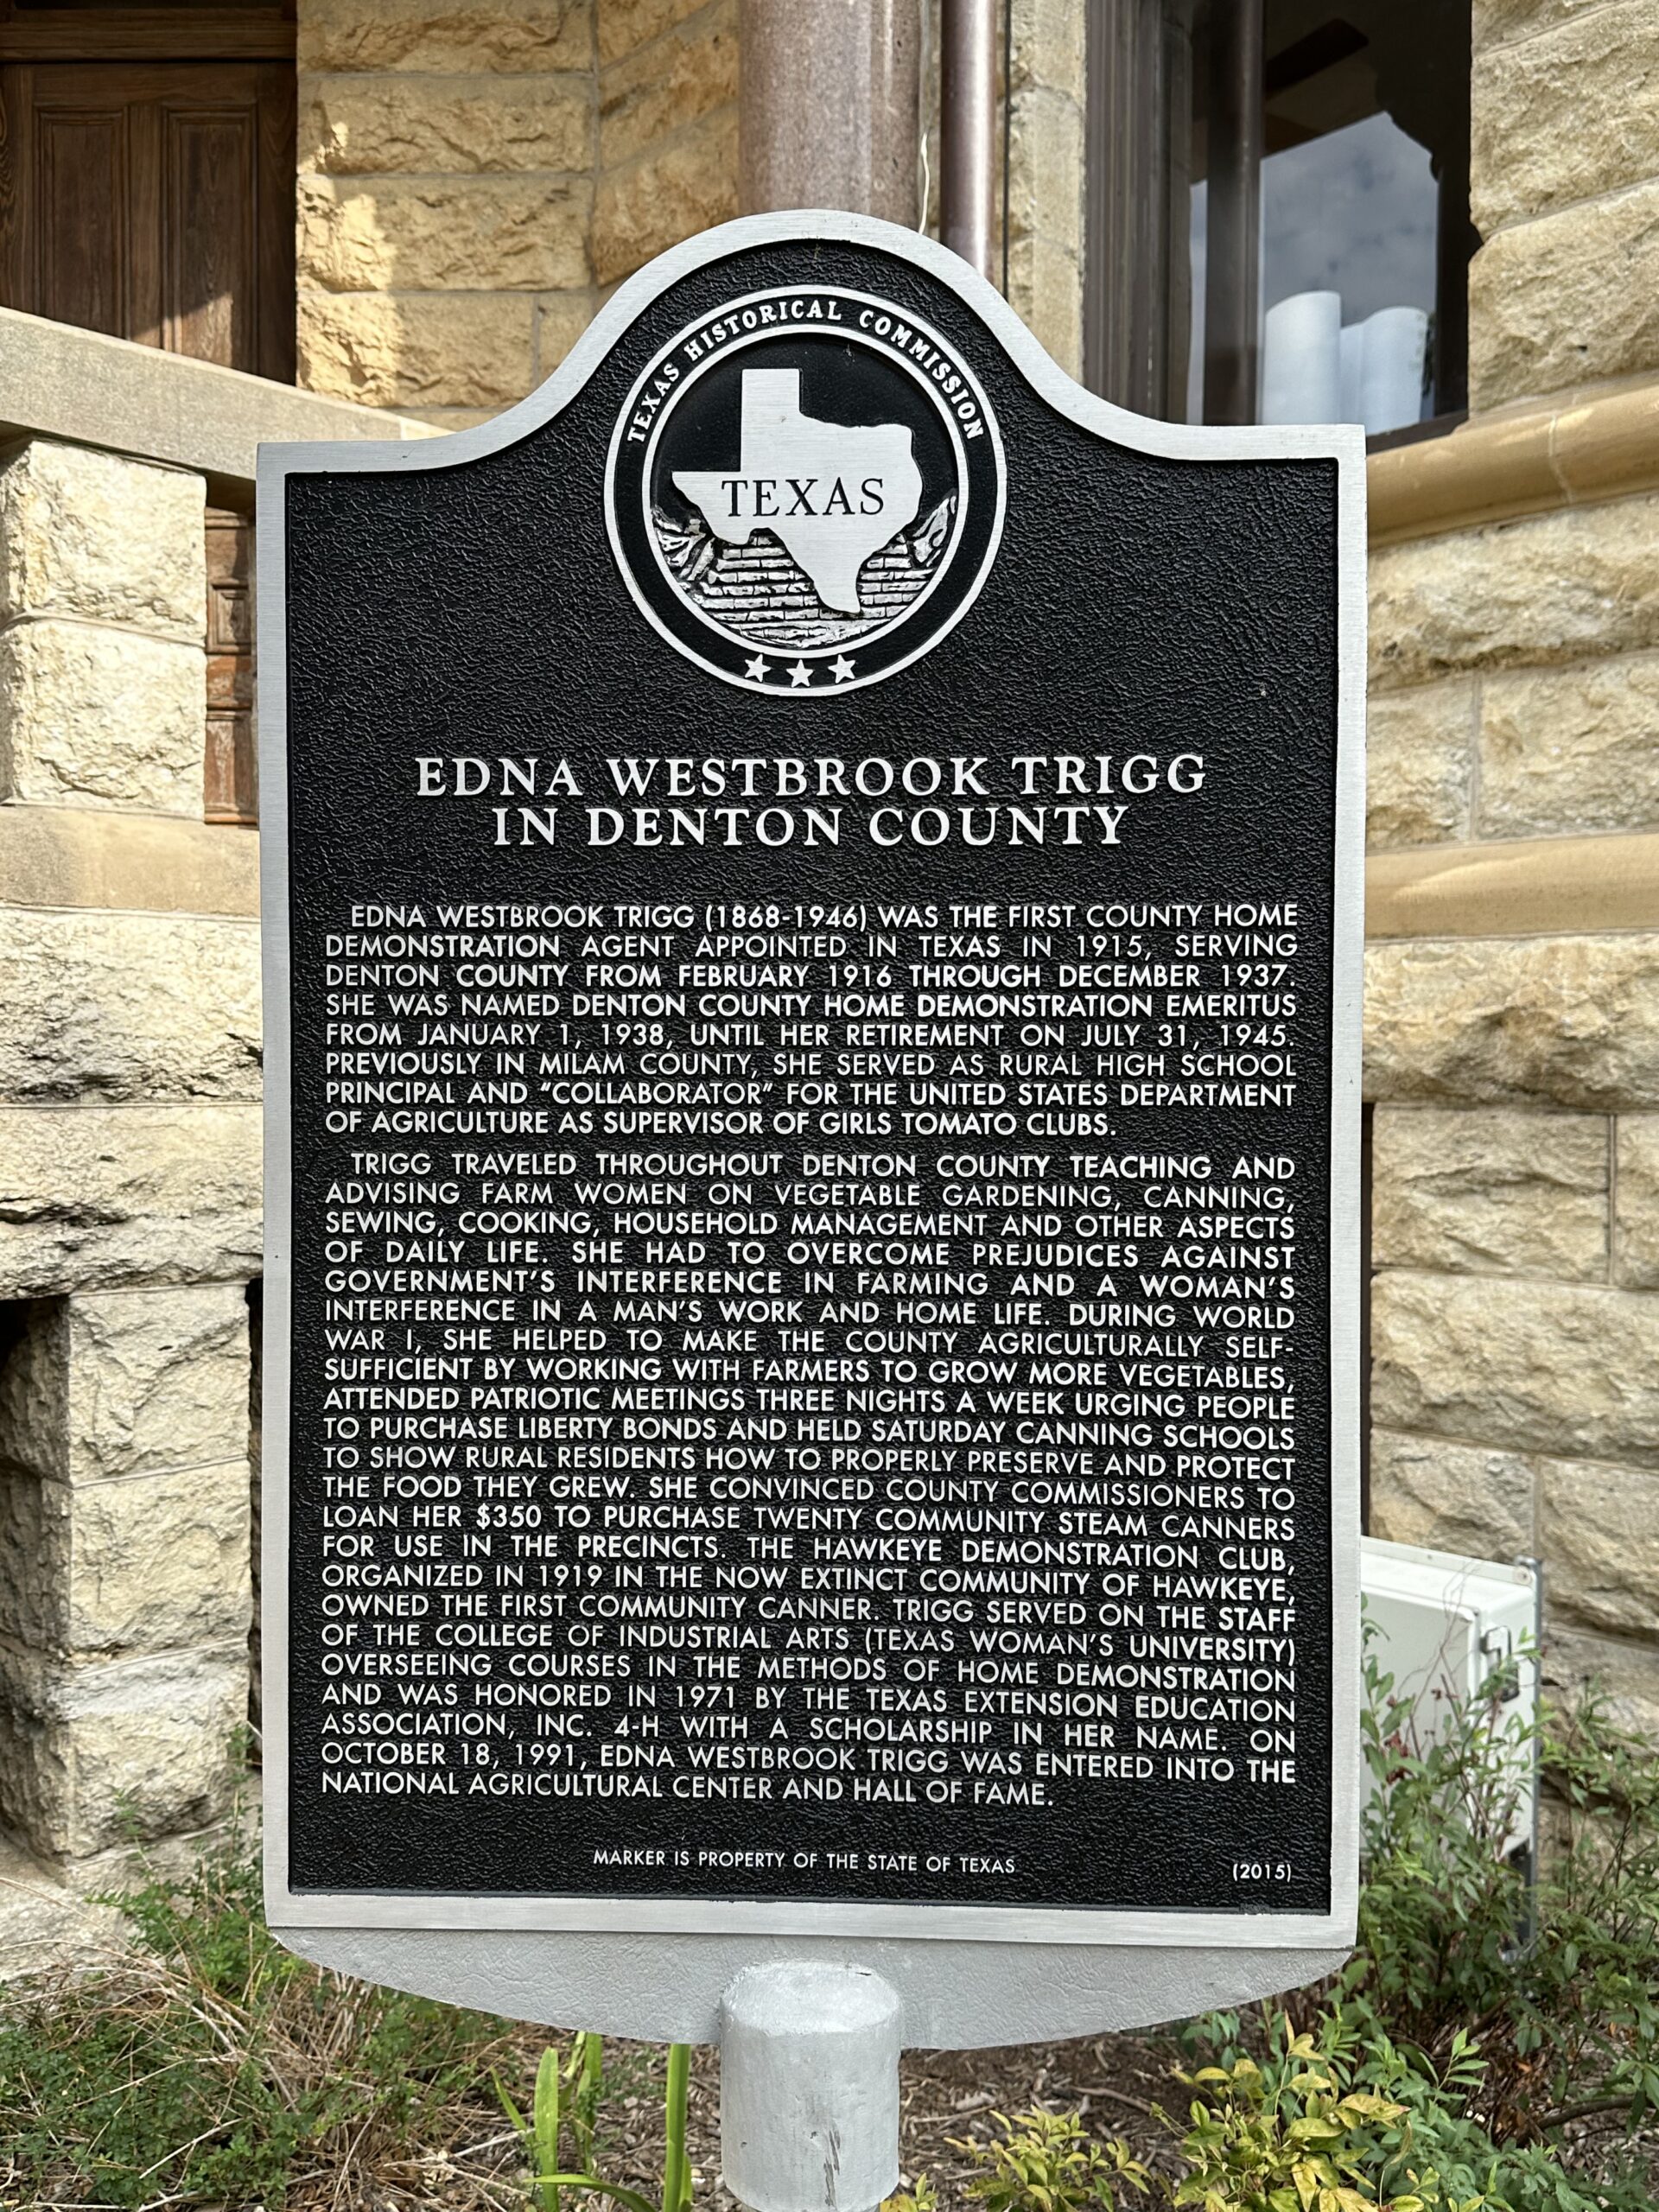 TEXAS HISTORICAL COMMISSION
TEXAS
EDNA WESTBROOK TRIGG
IN DENTON COUNTY
EDNA WESTBROOK TRIGG (1868-1946) WAS THE FIRST COUNTY HOME
DEMONSTRATION AGENT APPOINTED IN TEXAS IN 1915, SERVING
DENTON COUNTY FROM FEBRUARY 1916 THROUGH DECEMBER 1937.
SHE WAS NAMED DENTON COUNTY HOME DEMONSTRATION EMERITUS
FROM JANUARY 1, 1938, UNTIL HER RETIREMENT ON JULY 31, 1945.
PREVIOUSLY IN MILAM COUNTY, SHE SERVED AS RURAL HIGH SCHOOL
PRINCIPAL AND "COLLABORATOR" FOR THE UNITED STATES DEPARTMENT
OF AGRICULTURE AS SUPERVISOR OF GIRLS TOMATO CLUBS.
TRIGG TRAVELED THROUGHOUT DENTON COUNTY TEACHING AND
ADVISING FARM WOMEN ON VEGETABLE GARDENING, CANNING,
SEWING, COOKING, HOUSEHOLD MANAGEMENT AND OTHER ASPECTS
OF DAILY LIFE. SHE HAD TO OVERCOME PREJUDICES AGAINST
GOVERNMENT'S INTERFERENCE IN FARMING AND A WOMAN'S
INTERFERENCE IN A MAN'S WORK AND HOME LIFE. DURING WORLD
WAR I, SHE HELPED TO MAKE THE COUNTY AGRICULTURALLY SELF-
SUFFICIENT BY WORKING WITH FARMERS TO GROW MORE VEGETABLES,
ATTENDED PATRIOTIC MEETINGS THREE NIGHTS A WEEK URGING PEOPLE
TO PURCHASE LIBERTY BONDS AND HELD SATURDAY CANNING SCHOOLS
TO SHOW RURAL RESIDENTS HOW TO PROPERLY PRESERVE AND PROTECT
THE FOOD THEY GREW. SHE CONVINCED COUNTY COMMISSIONERS TO
LOAN HER $350 TO PURCHASE TWENTY COMMUNITY STEAM CANNERS
FOR USE IN THE PRECINCTS. THE HAWKEYE DEMONSTRATION CLUB,
ORGANIZED IN 1919 IN THE NOW EXTINCT COMMUNITY OF HAWKEYE,
OWNED THE FIRST COMMUNITY CANNER. TRIGG SERVED ON THE STAFF
OF THE COLLEGE OF INDUSTRIAL ARTS (TEXAS WOMAN'S UNIVERSITY)
OVERSEEING COURSES IN THE METHODS OF HOME DEMONSTRATION
AND WAS HONORED IN 1971 BY THE TEXAS EXTENSION EDUCATION
ASSOCIATION, INC. 4-H WITH A SCHOLARSHIP IN HER NAME. ON
OCTOBER 18, 1991, EDNA WESTBROOK TRIGG WAS ENTERED INTO THE
NATIONAL AGRICULTURAL CENTER AND HALL OF FAME.
MARKER IS PROPERTY OF THE STATE OF TEXAS
(2015)